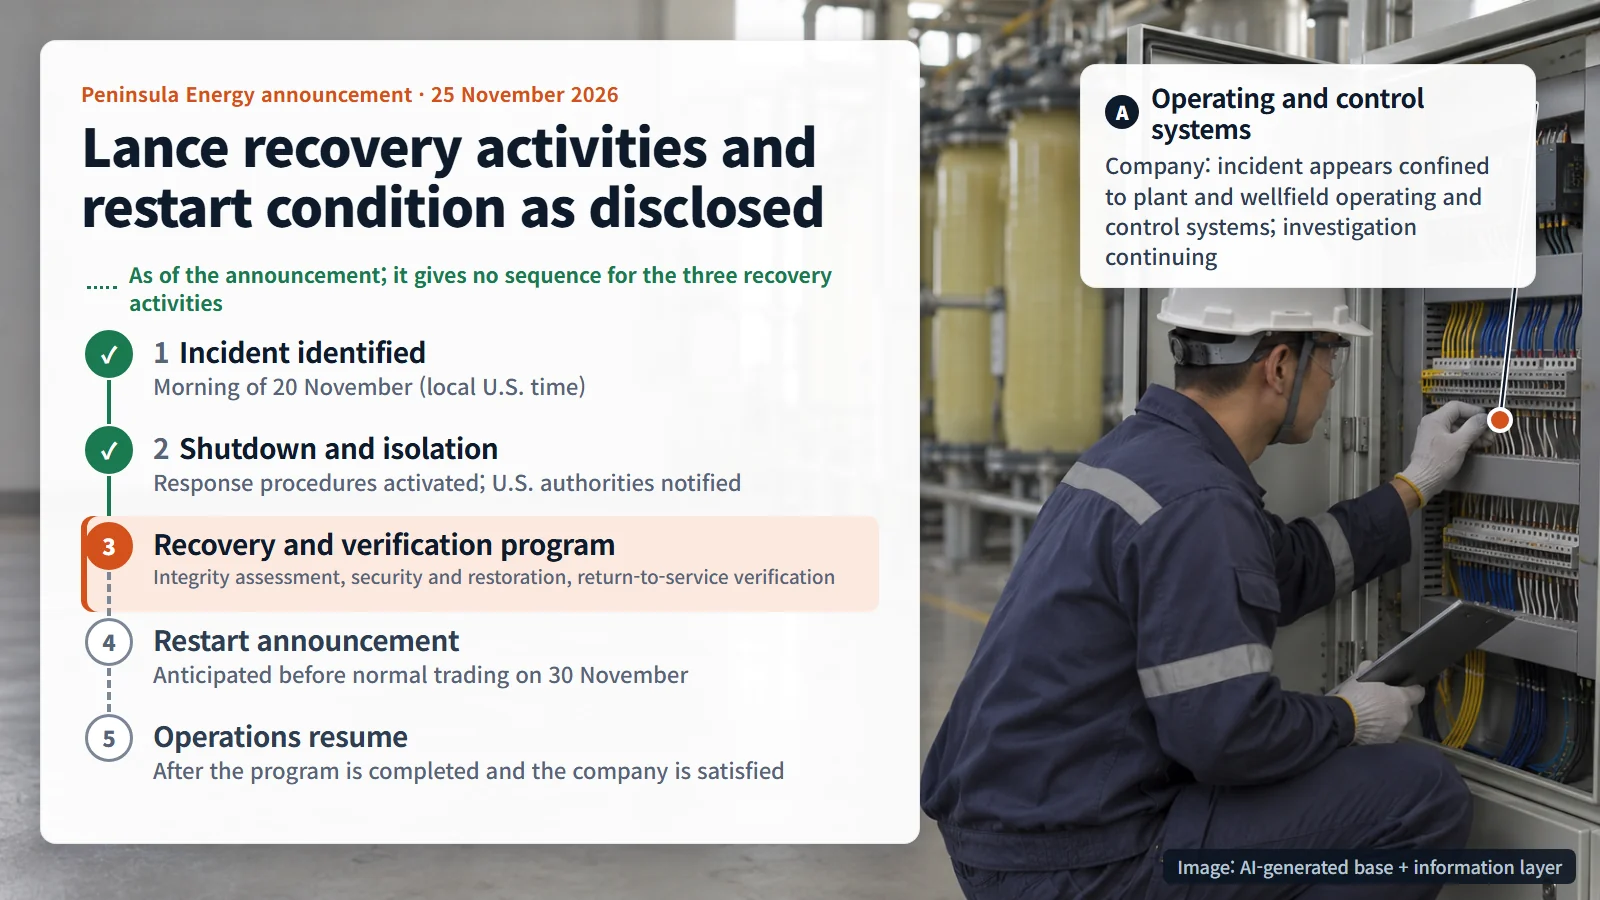 Peninsula Energy announcement · 25 November 2026
Lance recovery activities and
restart condition as disclosed
As of the announcement; it gives no sequence for the three recovery
activities
✓ 1 Incident identified
Morning of 20 November (local U.S. time)
✓ 2 Shutdown and isolation
Response procedures activated; U.S. authorities notified
3 Recovery and verification program
Integrity assessment, security and restoration, return-to-service verification
4 Restart announcement
Anticipated before normal trading on 30 November
5 Operations resume
After the program is completed and the company is satisfied
A Operating and control
systems
Company: incident appears confined
to plant and wellfield operating and
control systems; investigation
continuing
Image: AI-generated base + information layer